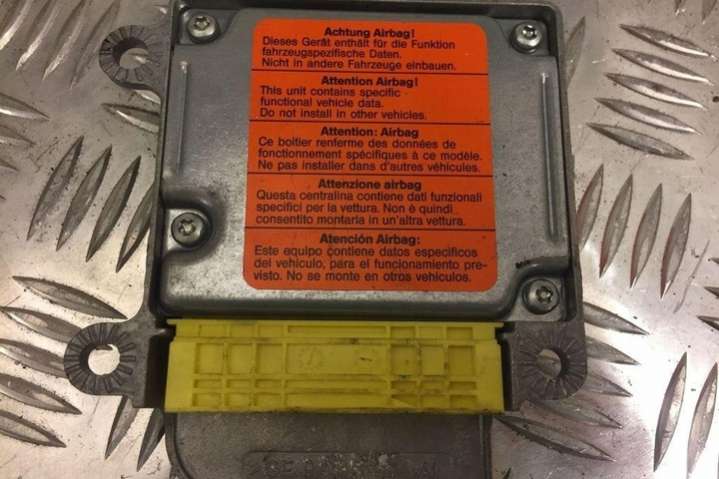 Achtung Airbag!
Dieses Gerät enthält für die Funktion
fahrzeugspezifische Daten.
Nicht in andere Fahrzeuge einbauen.
Attention Airbag!
This unit contains specific
functional vehicle data.
Do not install in other vehicles.
Attention: Airbag
Ce boîtier renferme des données de
fonctionnement spécifiques à ce modèle.
Ne pas installer dans d'autres véhicules.
Attenzione airbag
Questa centralina contiene dati funzionali
specifici per la vettura. Non è quindi
consentito montarla in un'altra vettura.
Atención Airbag:
Este equipo contiene datos específicos
del vehículo, para el funcionamiento pre-
visto. No se monte en otros vehículos.